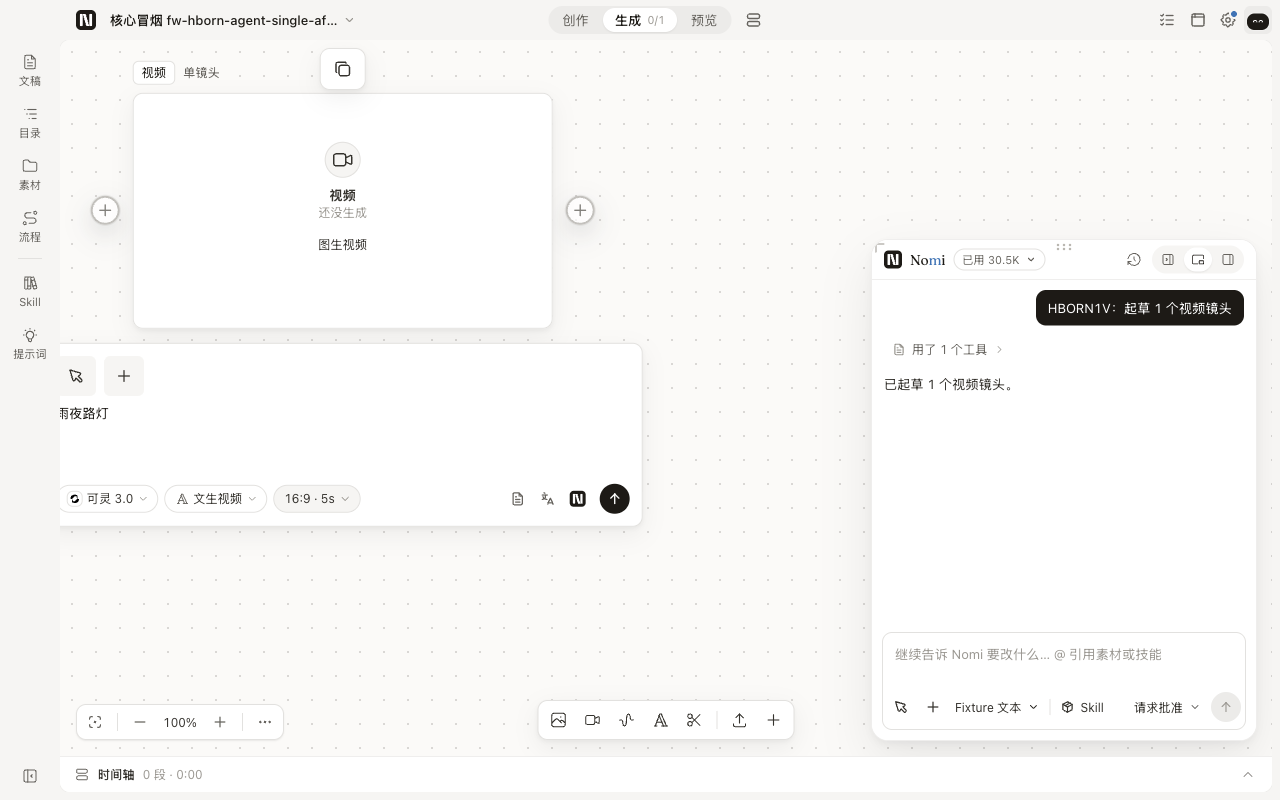 核心冒烟 fw-hborn-agent-single-af...
创作
生成 0/1
预览
文稿
目录
素材
流程
Skill
提示词
视频
单镜头
视频
还没生成
图生视频
雨夜路灯
可灵 3.0
文生视频
16:9 · 5s
100%
时间轴 0 段 · 0:00
Nomi
已用 30.5K
HBORN1V：起草 1 个视频镜头
用了 1 个工具
已起草 1 个视频镜头。
继续告诉 Nomi 要改什么... @ 引用素材或技能
Fixture 文本
Skill
请求批准